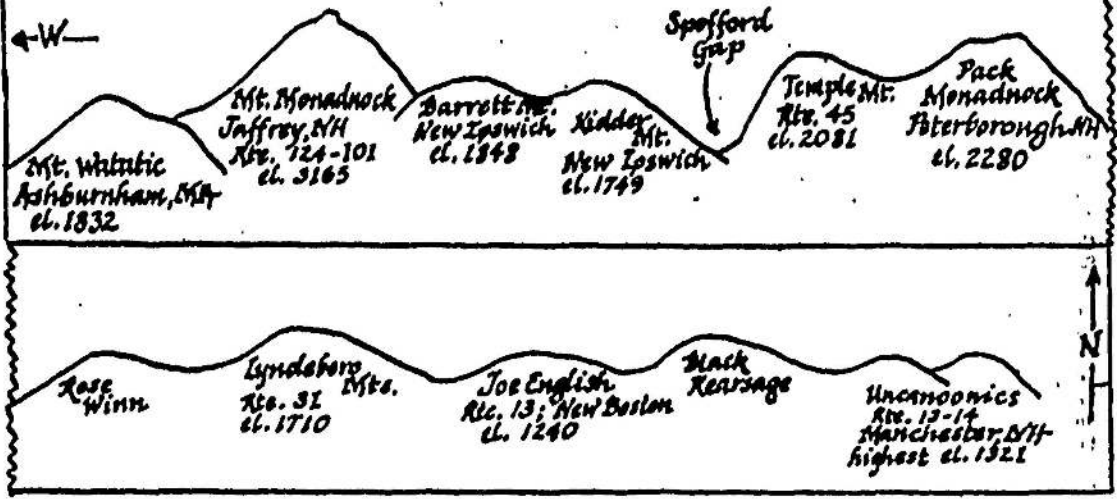 W
Spofford
Gap
Mt. Watatic
Ashburnham, MA
el. 1832
Mt. Monadnock
Jaffrey, NH
Rte. 124-101
el. 3165
Barrett Mt.
New Ipswich
el. 1848
Kidder
Mt.
New Ipswich
el. 1749
Temple Mt.
Rte. 45
el. 2081
Pack
Monadnock
Peterborough NH
el. 2280
Rose
Winn
Lyndeboro
Mts.
Rte. 31
el. 1710
Joe English
Rte. 13; New Boston
el. 1240
Black
Kearsage
Uncanoonics
Rte. 13-14
Manchester, NH
highest el. 1321
N